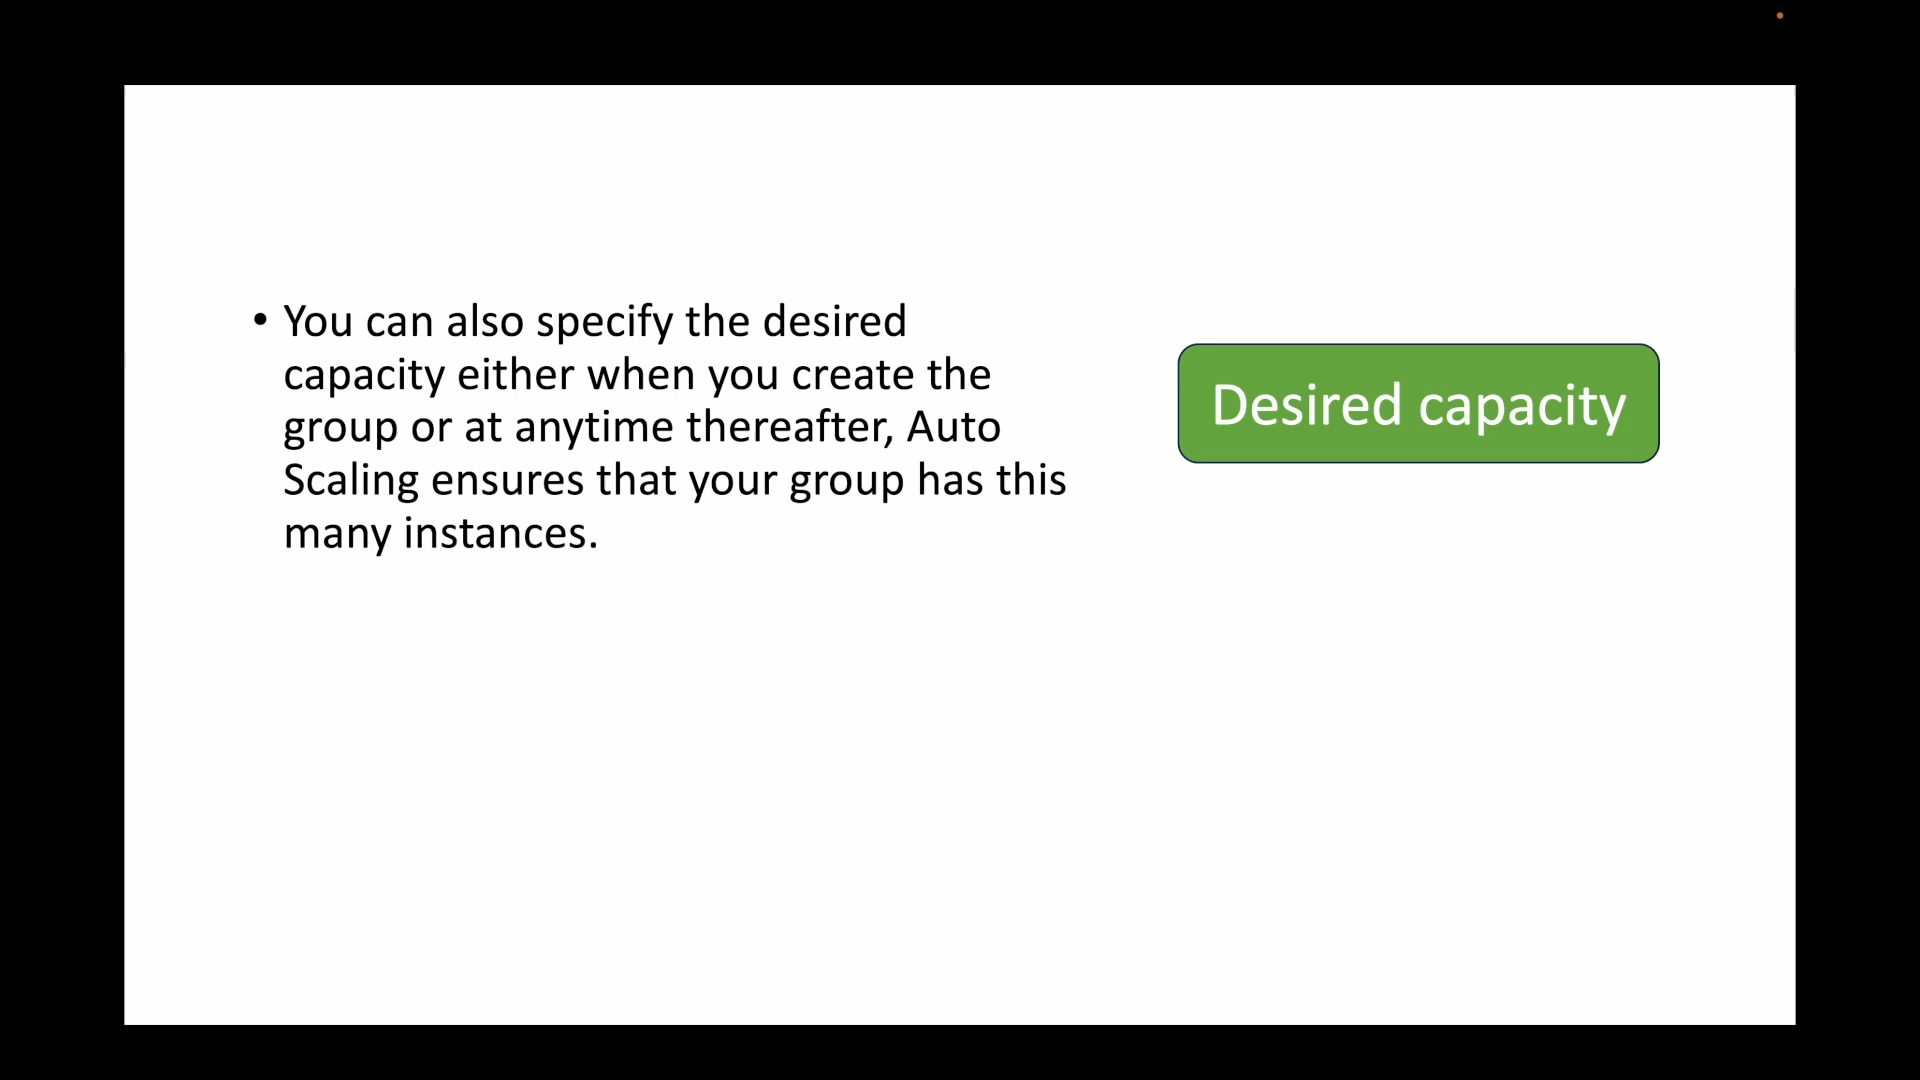 • You can also specify the desired
capacity either when you create the
group or at anytime thereafter, Auto
Scaling ensures that your group has this
many instances.
Desired capacity